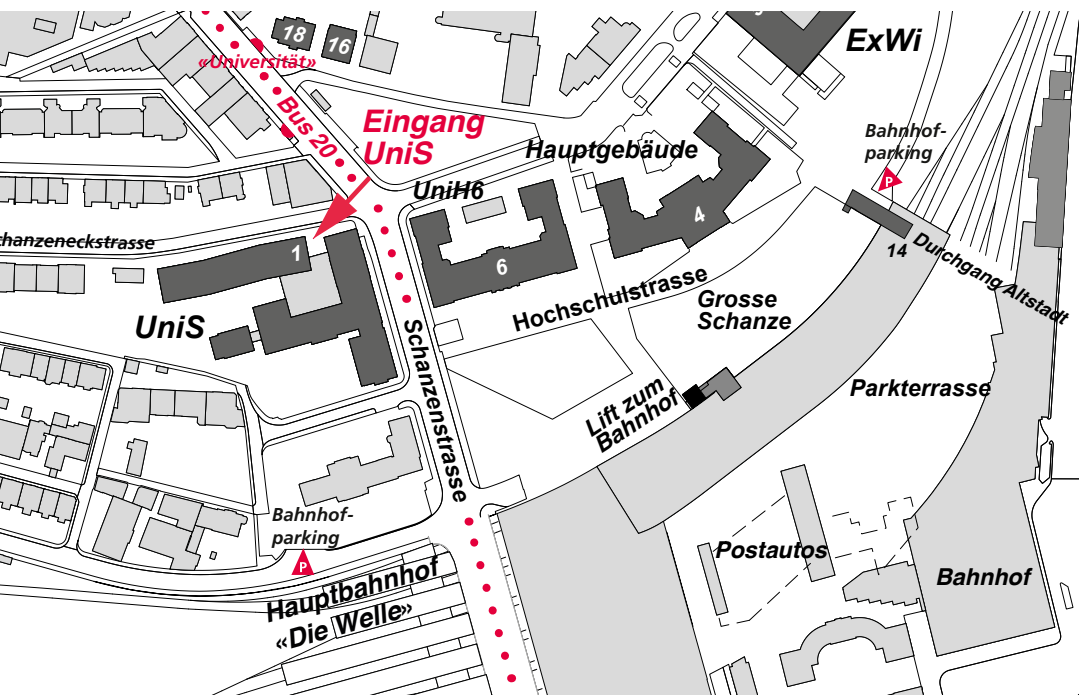 18
16
ExWi
«Universität»
Bus 20
Eingang
UniS
Bahnhof-
parking
P
Hauptgebäude
UniH6
4
1
6
14
Durchgang Altstadt
chanzeneckstrasse
Hochschulstrasse
Grosse
Schanze
UniS
Schanzenstrasse
Lift zum
Bahnhof
Parkterrasse
Bahnhof-
parking
P
Postautos
Bahnhof
Hauptbahnhof
«Die Welle»